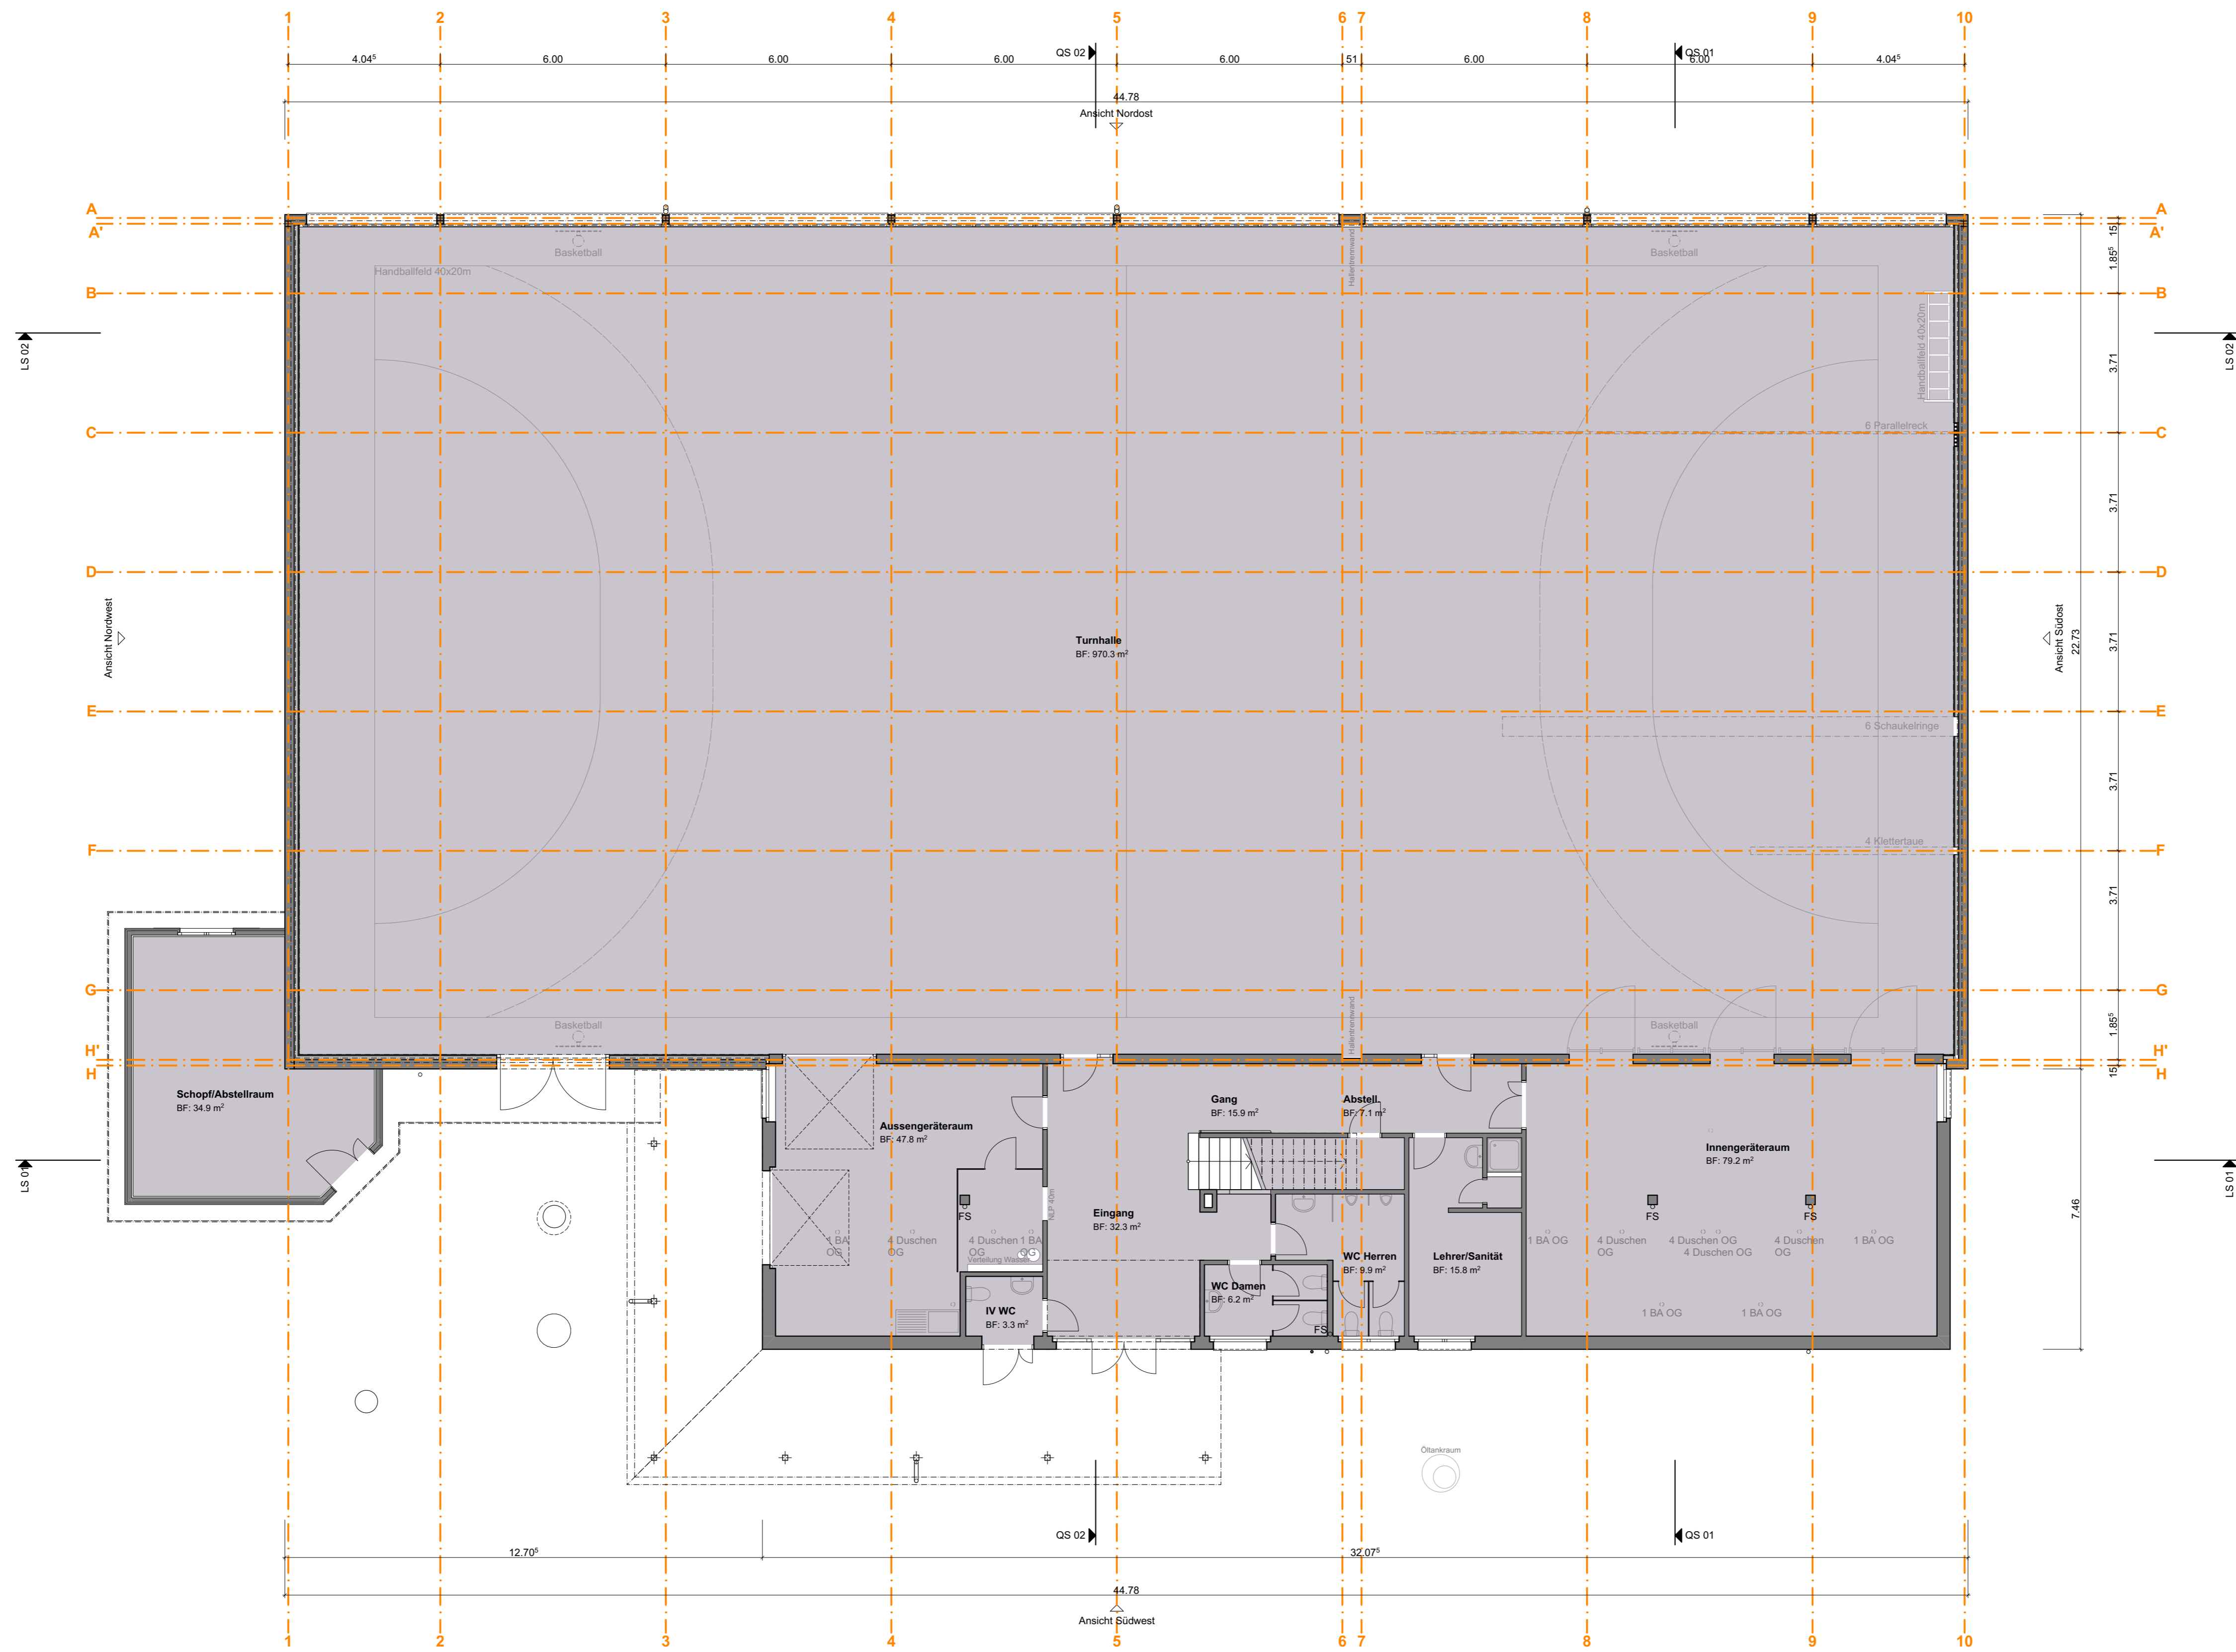 1 2 3 4 5 6 7 8 9 10
QS 02 QS 01
4.04⁵ 6.00 6.00 6.00 6.00 51 6.00 6.00 4.04⁵
44.78
Ansicht Nordost
A A
A' A'
15
1.85⁵
Basketball Basketball
Hallentrennwand
Handballfeld 40x20m
B B
LS 02 LS 02
Handballfeld 40x20m
3.71
6 Parallelreck
C C
3.71
D D
Ansicht Nordwest
Ansicht Südost
22.73
3.71
Turnhalle
BF: 970.3 m²
E E
6 Schaukelringe
3.71
4 Klettertaue
F F
3.71
G G
Hallentrennwand
Basketball Basketball
1.85⁵
H' H'
H H
15
Schopf/Abstellraum
BF: 34.9 m²
Aussengeräteraum
BF: 47.8 m²
Gang
BF: 15.9 m²
Abstell.
BF: 7.1 m²
Innengeräteraum
BF: 79.2 m²
LS 01 LS 01
7.46
NLP 40m
Eingang
BF: 32.3 m²
FS FS FS
1 BA OG
4 Duschen OG
4 Duschen OG
1 BA OG
Verteilung Wasser
WC Herren
BF: 9.9 m²
Lehrer/Sanität
BF: 15.8 m²
1 BA OG
4 Duschen OG
4 Duschen OG
4 Duschen OG
4 Duschen OG
1 BA OG
WC Damen
BF: 6.2 m²
IV WC
BF: 3.3 m²
FS
1 BA OG 1 BA OG
Öltankraum
QS 02 QS 01
12.70⁵ 32.07⁵
44.78
Ansicht Südwest
1 2 3 4 5 6 7 8 9 10